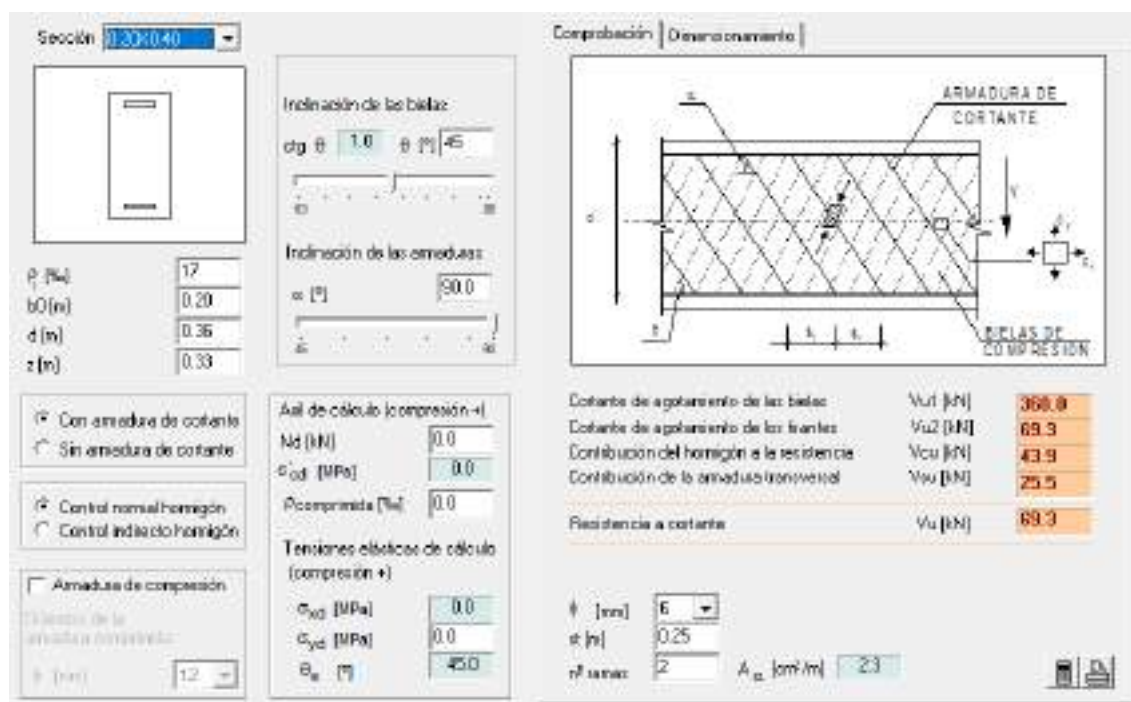 Sección 0.20X0.40
ρl [‰] 17
b0 [m] 0.20
d [m] 0.36
z [m] 0.33
Con armadura de cortante
Sin armadura de cortante
Control normal hormigón
Control indirecto hormigón
Armadura de compresión
12
Inclinación de las bielas
ctg θ 1.0 θ [º] 45
Inclinación de las armaduras
∝ [º] 90.0
Axil de cálculo (compresión +)
Nd [kN] 0.0
σ'cd [MPa] 0.0
ρcomprimida [‰] 0.0
Tensiones elásticas de cálculo
(compresión +)
σxd [MPa] 0.0
σyd [MPa] 0.0
θe [º] 45.0
Comprobación Dimensionamiento
ARMADURA DE
CORTANTE
V
BIELAS DE
COMPRESION
Cortante de agotamiento de las bielas Vu1 [kN] 360.0
Cortante de agotamiento de los tirantes Vu2 [kN] 69.3
Contribución del hormigón a la resistencia Vcu [kN] 43.9
Contribución de la armadura transversal Vsu [kN] 25.5
Resistencia a cortante Vu [kN] 69.3
ϕ [mm] 6
st [m] 0.25
nº ramas 2 Aα [cm²/m] 2.3